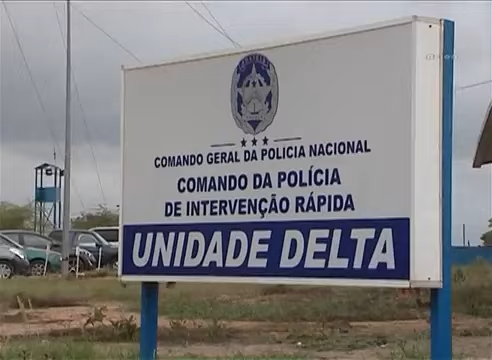 COMANDO GERAL DA POLICIA NACIONAL
COMANDO DA POLÍCIA
DE INTERVENÇÃO RÁPIDA
UNIDADE DELTA